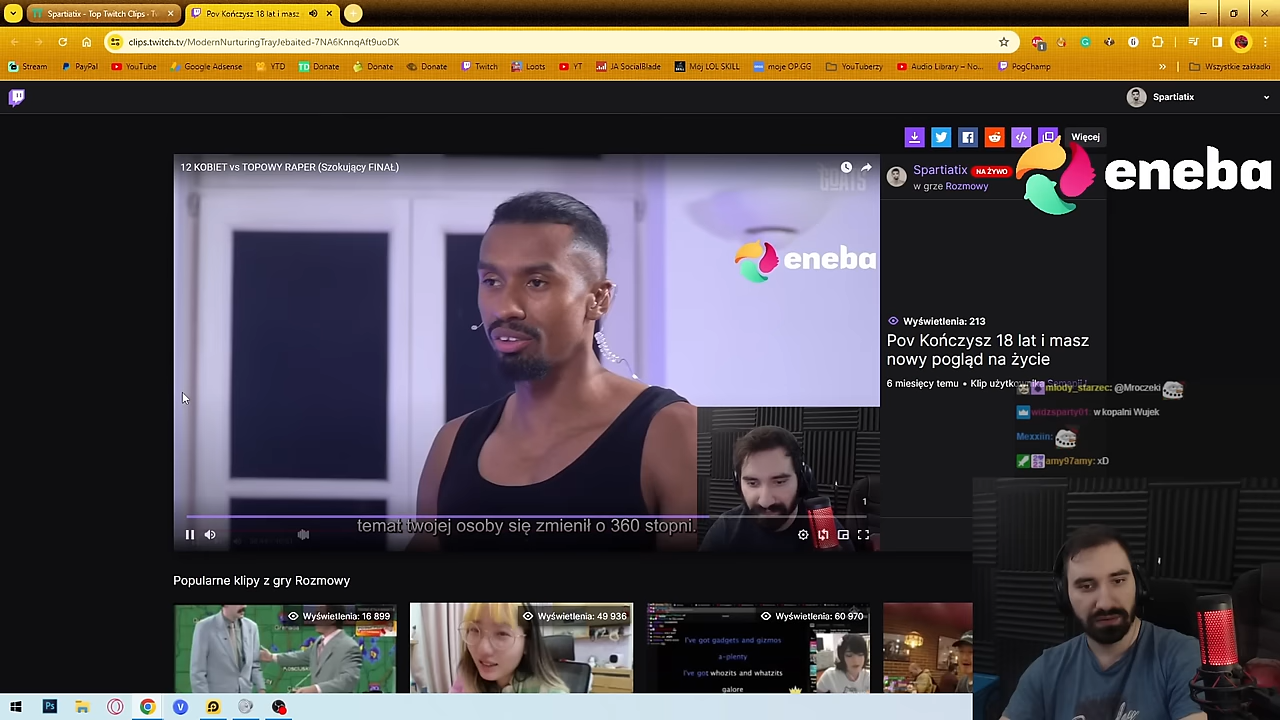 Spartiatix - Top Twitch Clips - T
Pov Kończysz 18 lat i masz
clips.twitch.tv/ModernNurturingTrayJebaited-7NA6KnnqAft9uoDK
Stream
PayPal
YouTube
Google Adsense
YTD
Donate
Donate
Donate
Twitch
Loots
YT
JA SocialBlade
Mój LOL SKILL
moje OP.GG
YouTuberzy
Audio Library – No...
PogChamp
Wszystkie zakładki
Spartiatix
Więcej
12 KOBIET vs TOPOWY RAPER (Szokujący FINAŁ)
GOATS
eneba
temat twojej osoby się zmienił o 360 stopni.
Spartiatix NA ŻYWO
w grze Rozmowy
eneba
Wyświetlenia: 213
Pov Kończysz 18 lat i masz
nowy pogląd na życie
6 miesięcy temu • Klip użytkownika
młody_starzec: @Mroczeki
widzsparty01: w kopalni Wujek
Mexxiin:
amy97amy: xD
Popularne klipy z gry Rozmowy
Wyświetlenia: 16 899
Wyświetlenia: 49 936
Wyświetlenia: 60 970
I've got gadgets and gizmos
a-plenty
I've got whozits and whatzits
galore